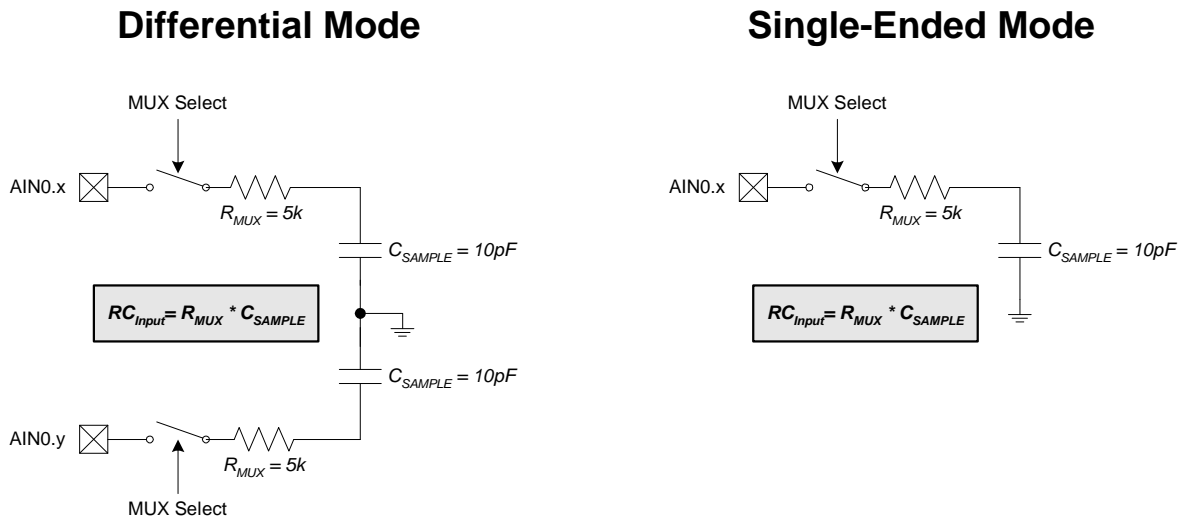 Differential Mode
MUX Select
AIN0.x
R_MUX = 5k
C_SAMPLE = 10pF
RC_Input= R_MUX * C_SAMPLE
C_SAMPLE = 10pF
AIN0.y
R_MUX = 5k
MUX Select
Single-Ended Mode
MUX Select
AIN0.x
R_MUX = 5k
C_SAMPLE = 10pF
RC_Input= R_MUX * C_SAMPLE